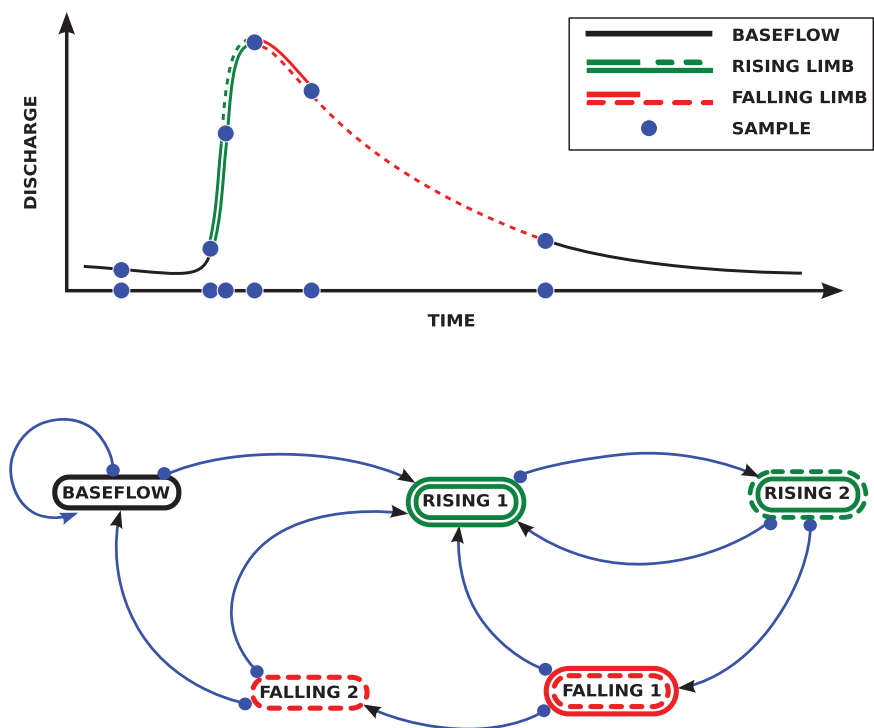 BASEFLOW
RISING LIMB
FALLING LIMB
SAMPLE
DISCHARGE
TIME
BASEFLOW
RISING 1
RISING 2
FALLING 2
FALLING 1